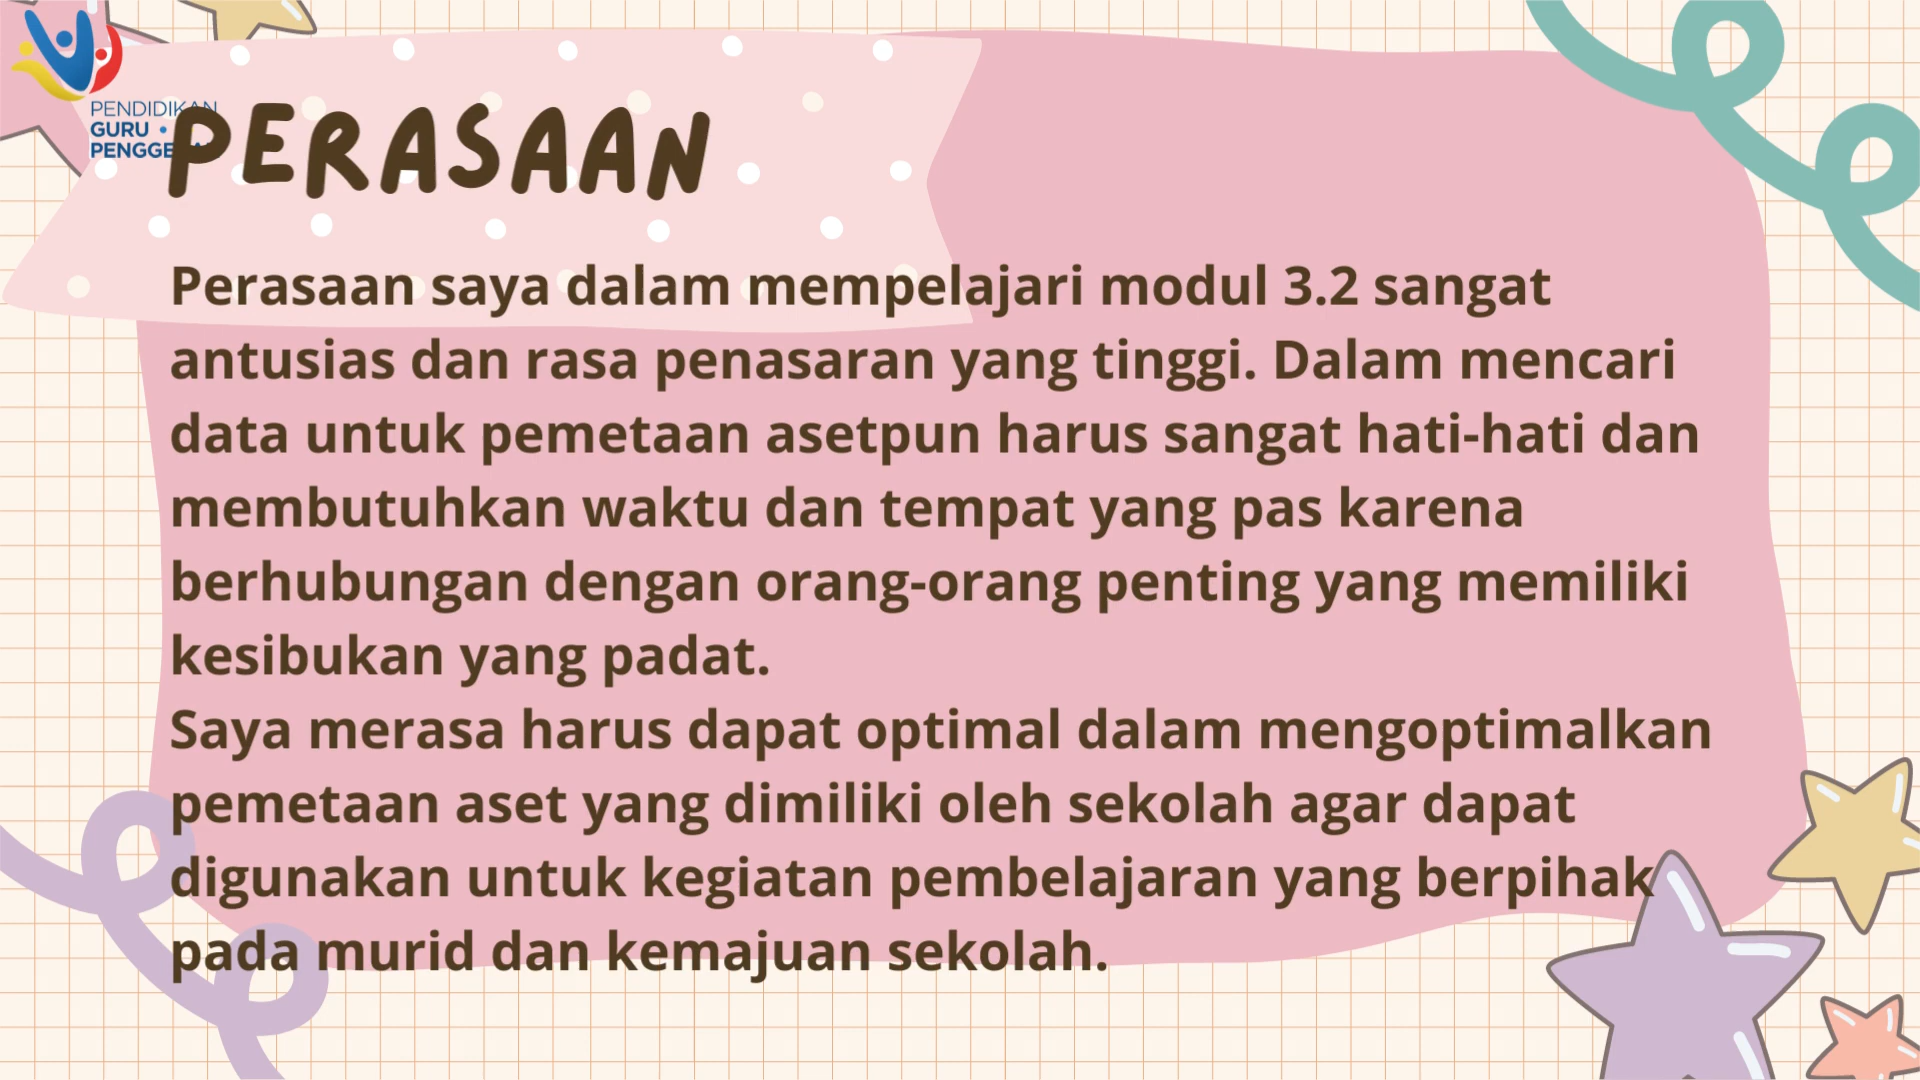 PENDIDIKAN
GURU •
PERASAAN
Perasaan saya dalam mempelajari modul 3.2 sangat
antusias dan rasa penasaran yang tinggi. Dalam mencari
data untuk pemetaan asetpun harus sangat hati-hati dan
membutuhkan waktu dan tempat yang pas karena
berhubungan dengan orang-orang penting yang memiliki
kesibukan yang padat.
Saya merasa harus dapat optimal dalam mengoptimalkan
pemetaan aset yang dimiliki oleh sekolah agar dapat
digunakan untuk kegiatan pembelajaran yang berpihak
pada murid dan kemajuan sekolah.